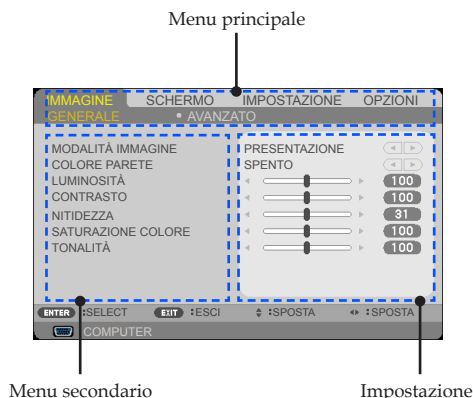 Menu principale
IMMAGINE SCHERMO IMPOSTAZIONE OPZIONI
GENERALE • AVANZATO
MODALITÀ IMMAGINE PRESENTAZIONE
COLORE PARETE SPENTO
LUMINOSITÀ 100
CONTRASTO 100
NITIDEZZA 31
SATURAZIONE COLORE 100
TONALITÀ 100
ENTER :SELECT EXIT :ESCI :SPOSTA :SPOSTA
COMPUTER
Menu secondario Impostazione